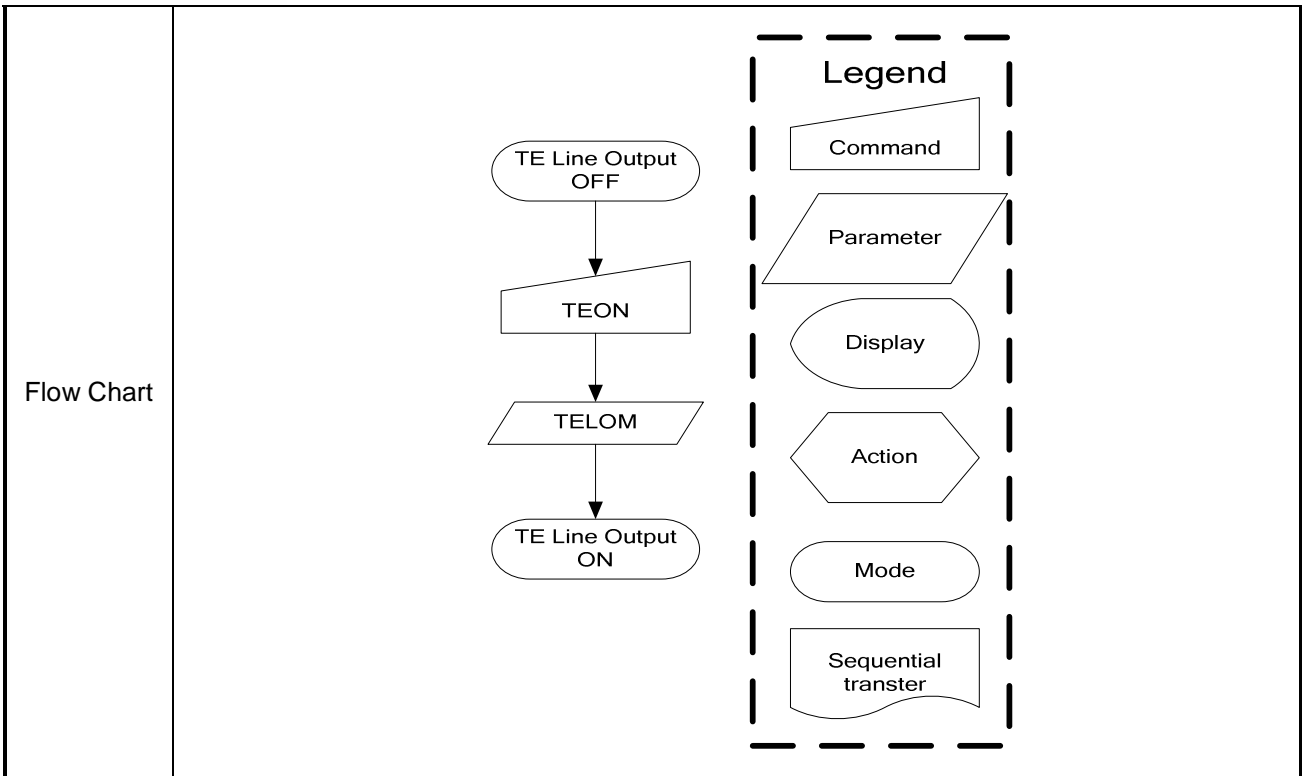 Flow Chart
TE Line Output
OFF
TEON
TELOM
TE Line Output
ON
Legend
Command
Parameter
Display
Action
Mode
Sequential
transter